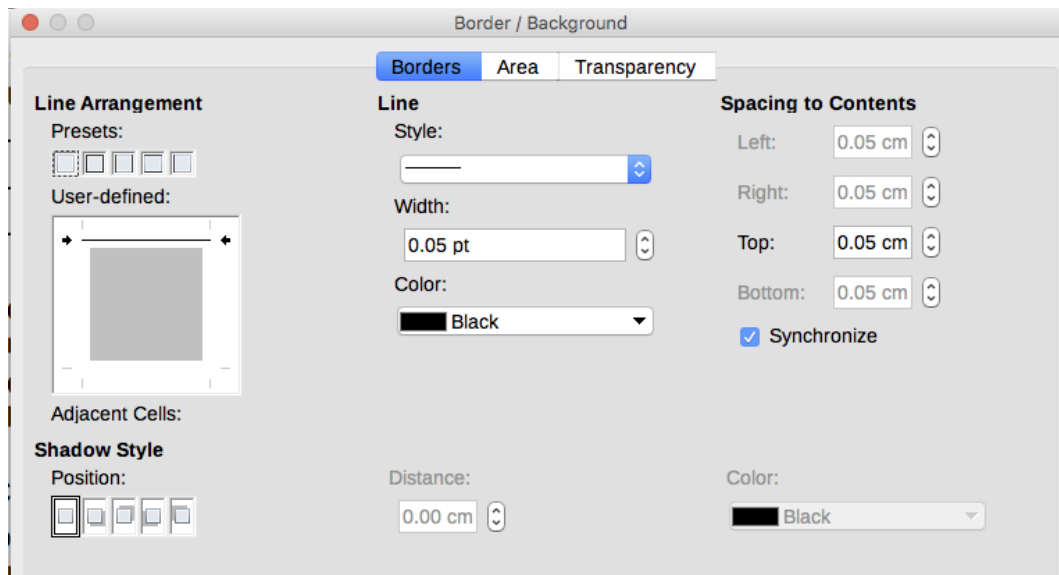 Border / Background
Borders Area Transparency
Line Arrangement
Presets:
User-defined:
Adjacent Cells:
Line
Style:
Width:
0.05 pt
Color:
Black
Spacing to Contents
Left: 0.05 cm
Right: 0.05 cm
Top: 0.05 cm
Bottom: 0.05 cm
Synchronize
Shadow Style
Position:
Distance:
0.00 cm
Color:
Black